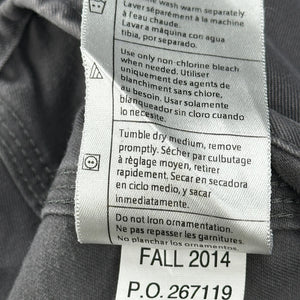 wash warm separately
Laver séparément à la machine
à l'eau chaude.
Lavar a máquina con agua
tibia, por separado.
Use only non-chlorine bleach
when needed. Utiliser
uniquement des agents de
blanchiment sans chlore, au
besoin. Usar solamente
blanqueador sin cloro cuando
lo necesite.
Tumble dry medium, remove
promptly. Sécher par culbutage
à réglage moyen, retirer
rapidement. Secar en secadora
en ciclo medio, y sacar
inmediatamente.
Do not iron ornamentation.
Ne pas repasser les garnitures.
No planchar los ornamentos.
FALL 2014
P.O. 267119